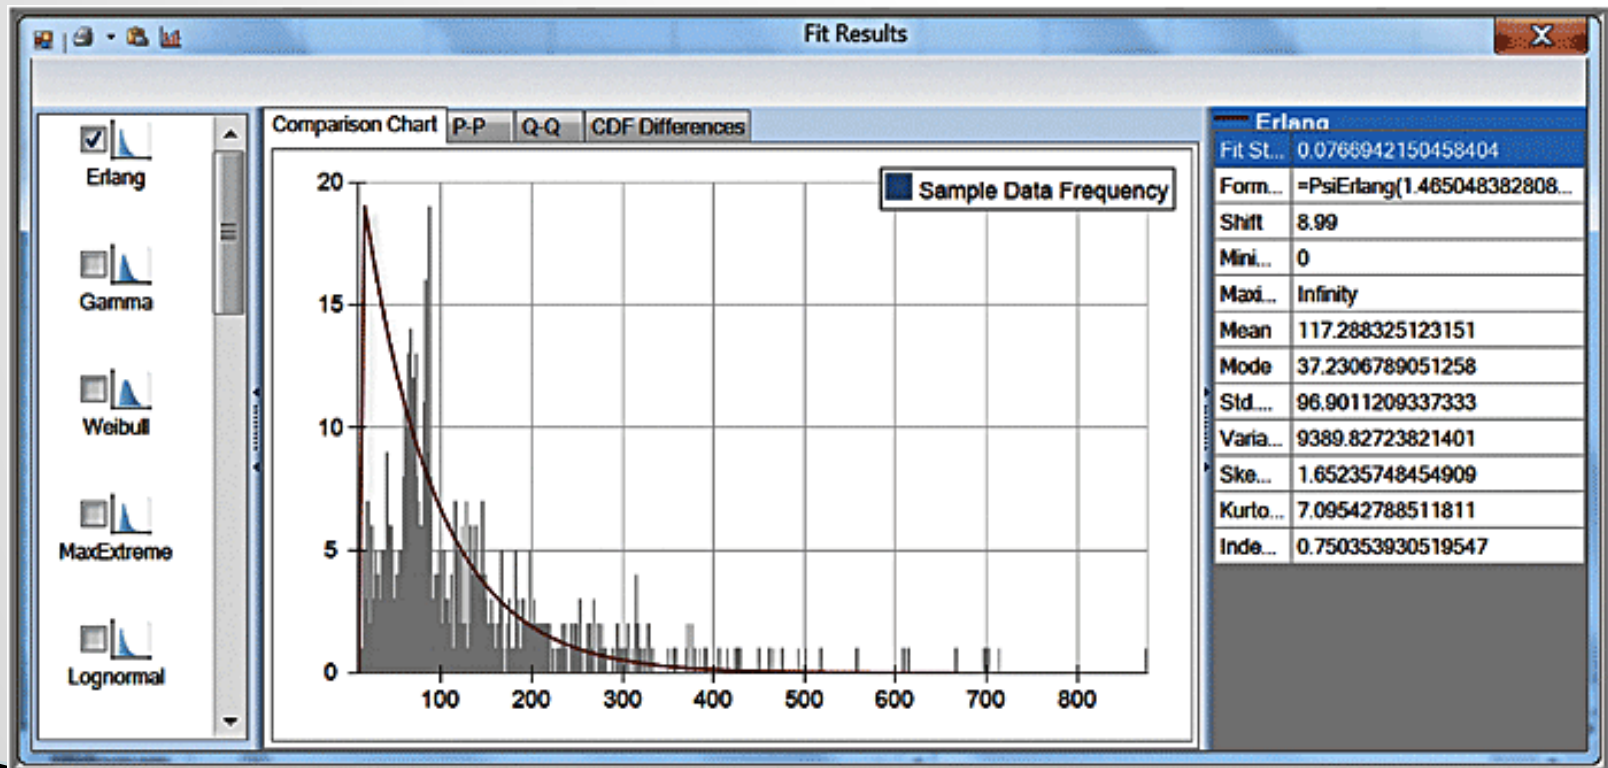 Fit Results
Erlang
Gamma
Weibull
MaxExtreme
Lognormal
Comparison Chart P-P Q-Q CDF Differences
Sample Data Frequency
20
15
10
5
0
100 200 300 400 500 600 700 800
Erlang
Fit St... 0.0766942150458404
Form... =PsiErlang(1.465048382808...
Shift 8.99
Mini... 0
Maxi... Infinity
Mean 117.288325123151
Mode 37.2306789051258
Std.... 96.9011209337333
Varia... 9389.82723821401
Ske... 1.65235748454909
Kurto... 7.09542788511811
Inde... 0.750353930519547